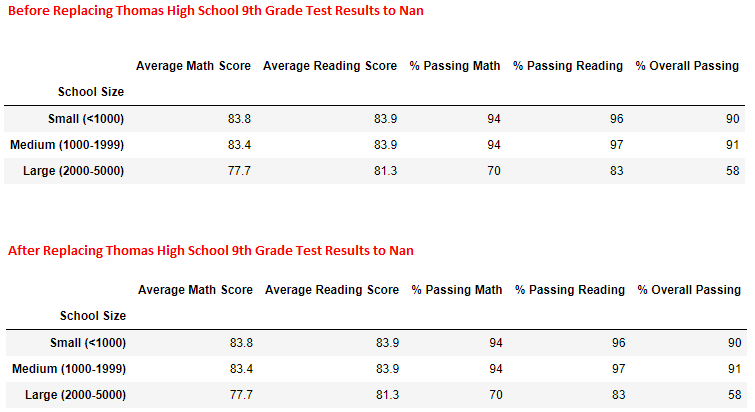 Before Replacing Thomas High School 9th Grade Test Results to Nan
Average Math Score Average Reading Score % Passing Math % Passing Reading % Overall Passing
School Size
Small (<1000) 83.8 83.9 94 96 90
Medium (1000-1999) 83.4 83.9 94 97 91
Large (2000-5000) 77.7 81.3 70 83 58
After Replacing Thomas High School 9th Grade Test Results to Nan
Average Math Score Average Reading Score % Passing Math % Passing Reading % Overall Passing
School Size
Small (<1000) 83.8 83.9 94 96 90
Medium (1000-1999) 83.4 83.9 94 97 91
Large (2000-5000) 77.7 81.3 70 83 58